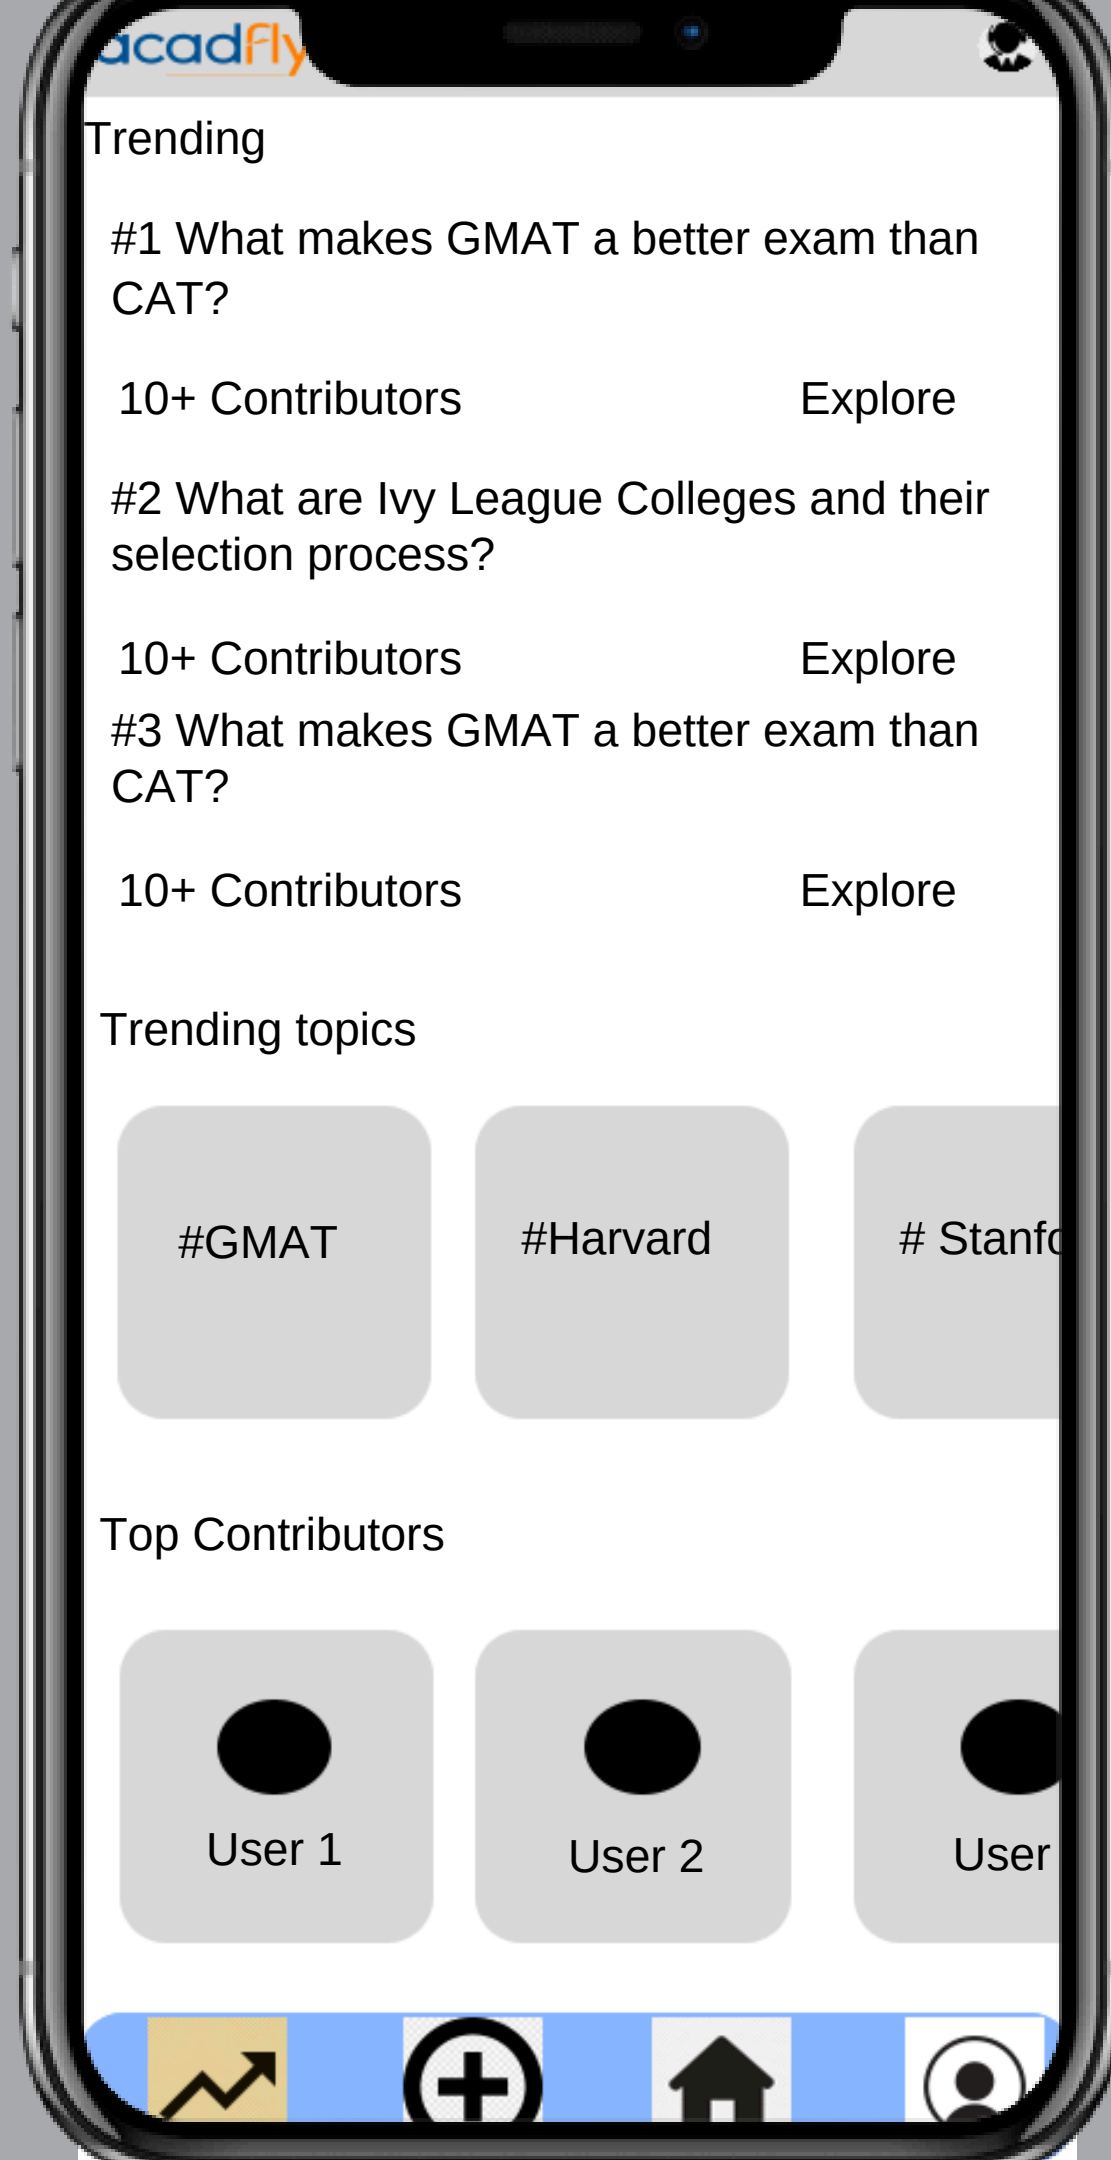 acadfly
Trending
#1 What makes GMAT a better exam than
CAT?
10+ Contributors Explore
#2 What are Ivy League Colleges and their
selection process?
10+ Contributors Explore
#3 What makes GMAT a better exam than
CAT?
10+ Contributors Explore
Trending topics
#GMAT #Harvard # Stanfo
Top Contributors
User 1 User 2 User